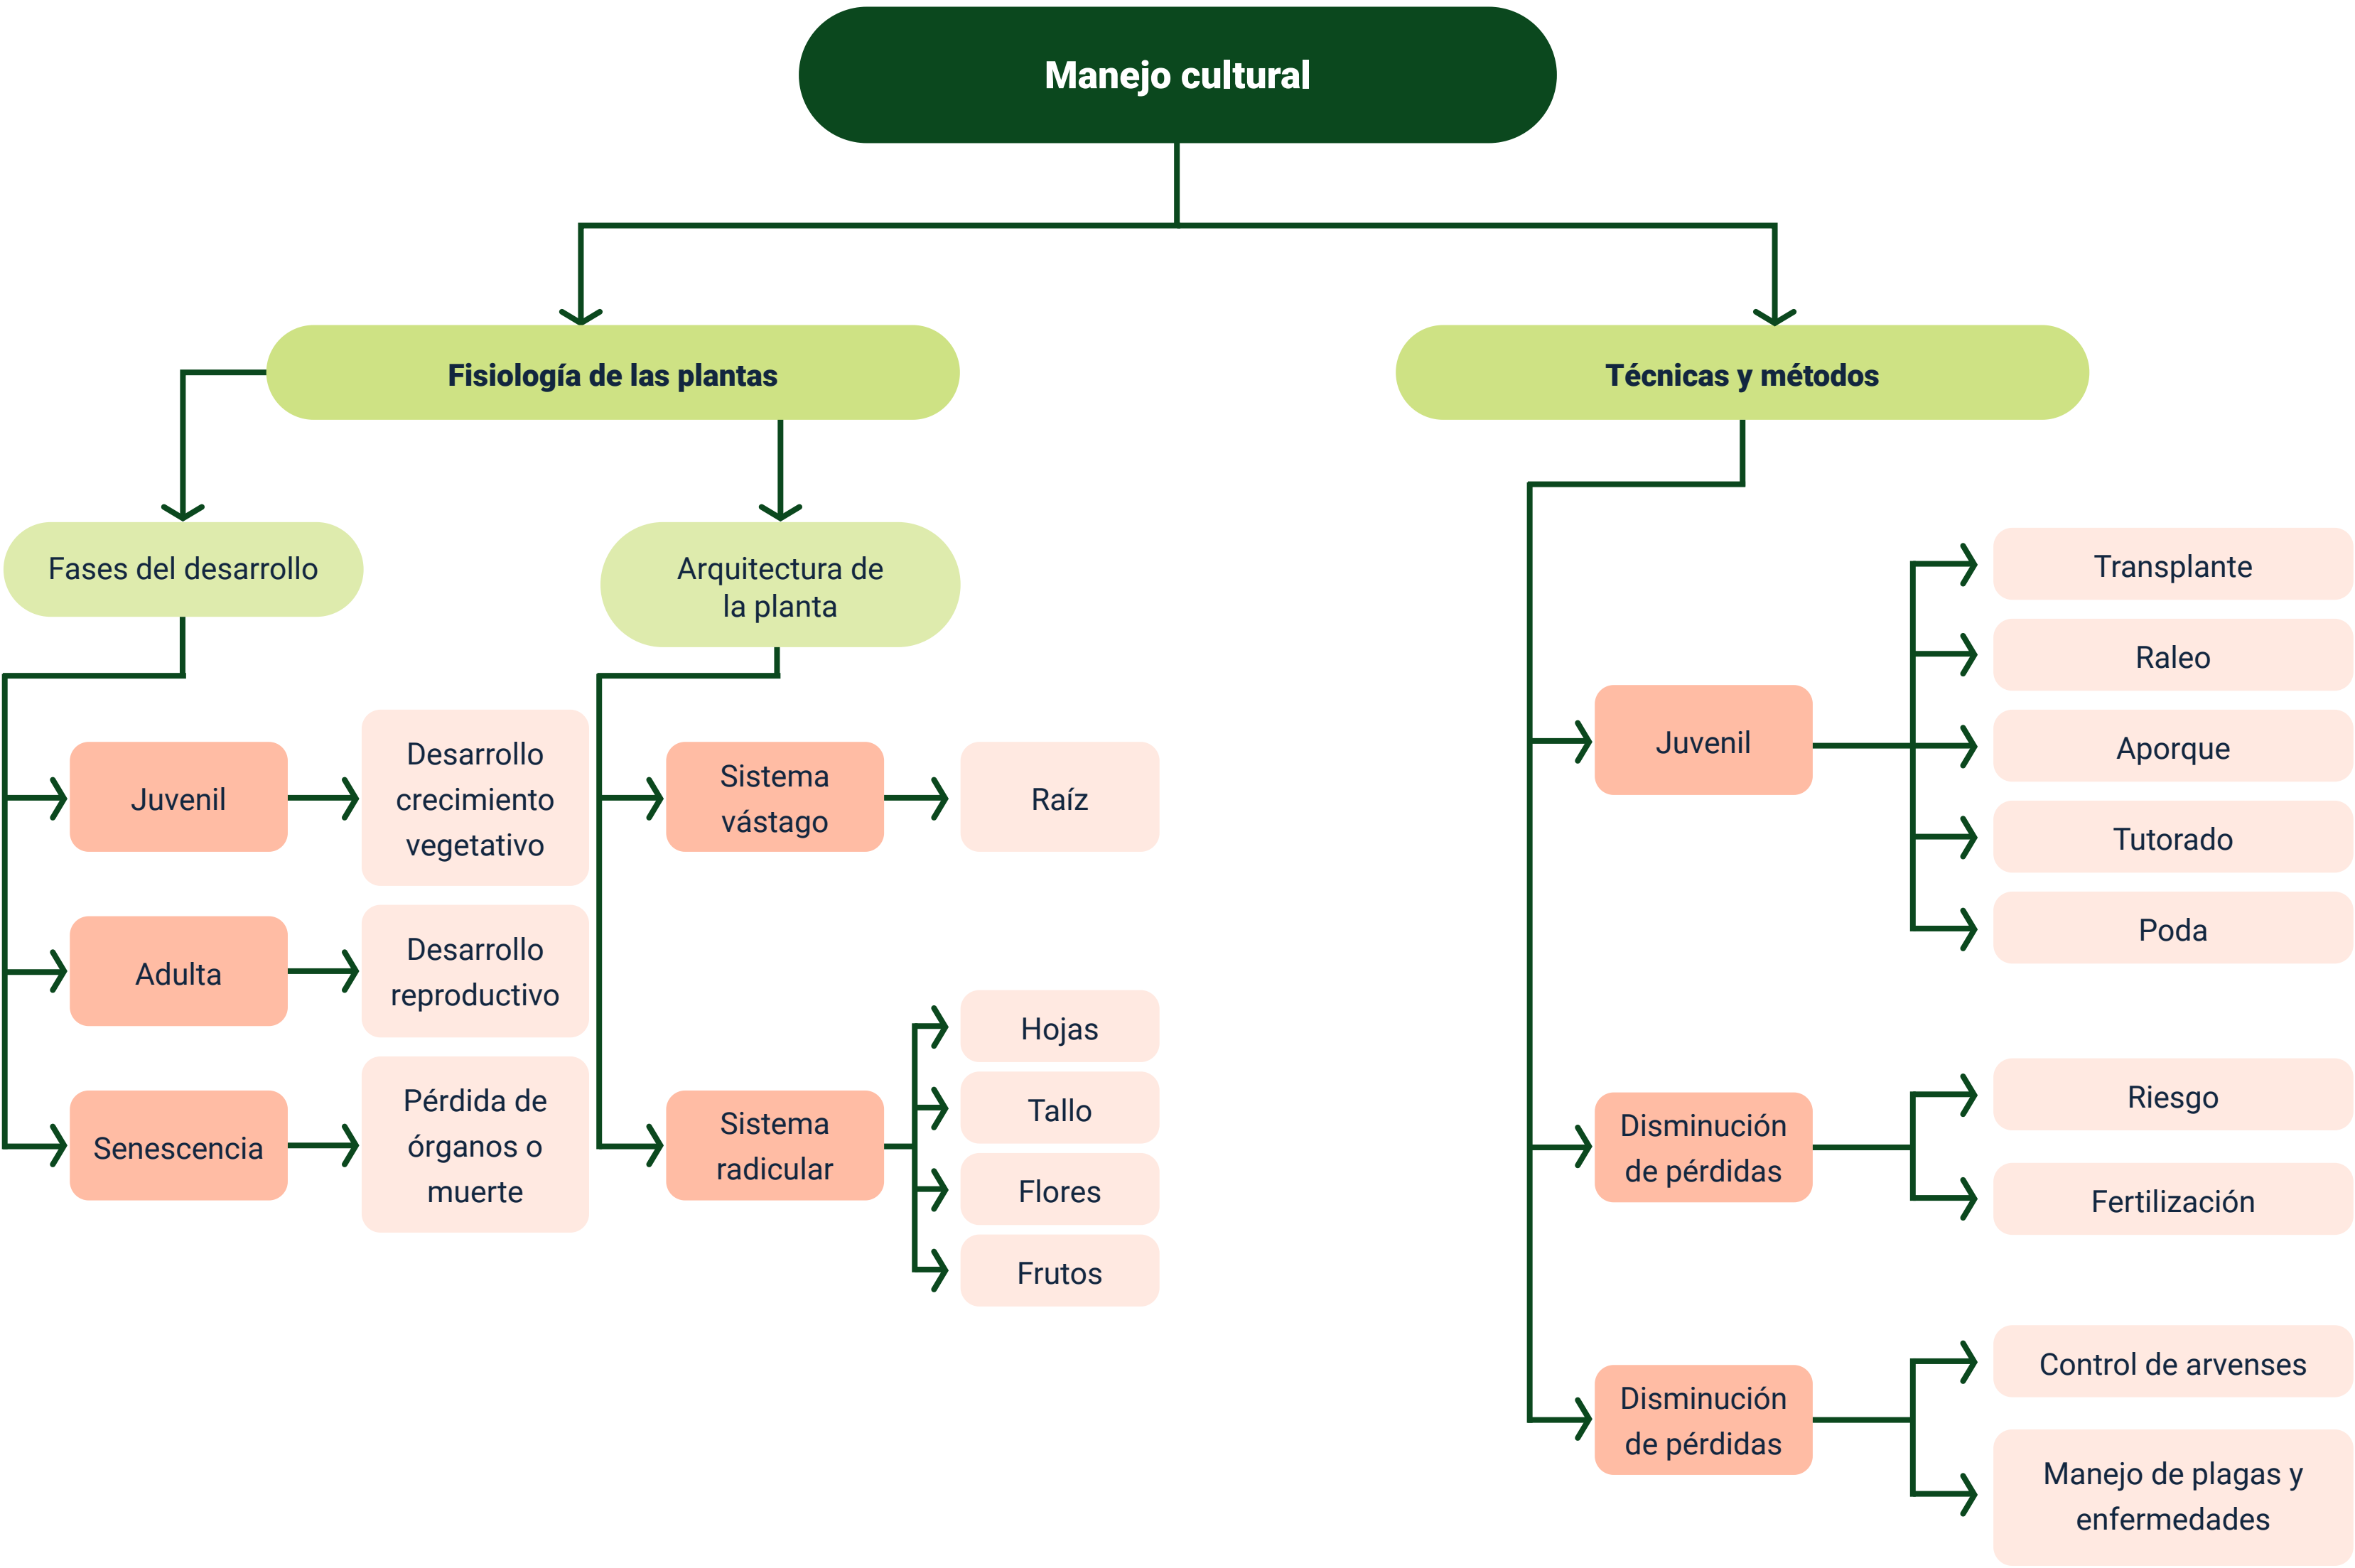 Manejo cultural
Fisiología de las plantas
Técnicas y métodos
Fases del desarrollo
Arquitectura de
la planta
Juvenil
Desarrollo
crecimiento
vegetativo
Adulta
Desarrollo
reproductivo
Senescencia
Pérdida de
órganos o
muerte
Sistema
vástago
Raíz
Sistema
radicular
Hojas
Tallo
Flores
Frutos
Juvenil
Transplante
Raleo
Aporque
Tutorado
Poda
Disminución
de pérdidas
Riesgo
Fertilización
Disminución
de pérdidas
Control de arvenses
Manejo de plagas y
enfermedades